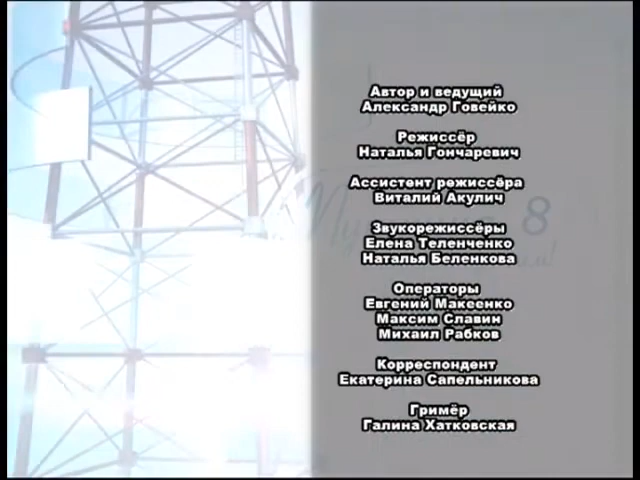 Автор и ведущий
Александр Говейко
Режиссёр
Наталья Гончаревич
Ассистент режиссёра
Виталий Акулич
Звукорежиссёры
Елена Теленченко
Наталья Беленкова
Операторы
Евгений Макеенко
Максим Славин
Михаил Рабков
Корреспондент
Екатерина Сапельникова
Гримёр
Галина Хатковская
8